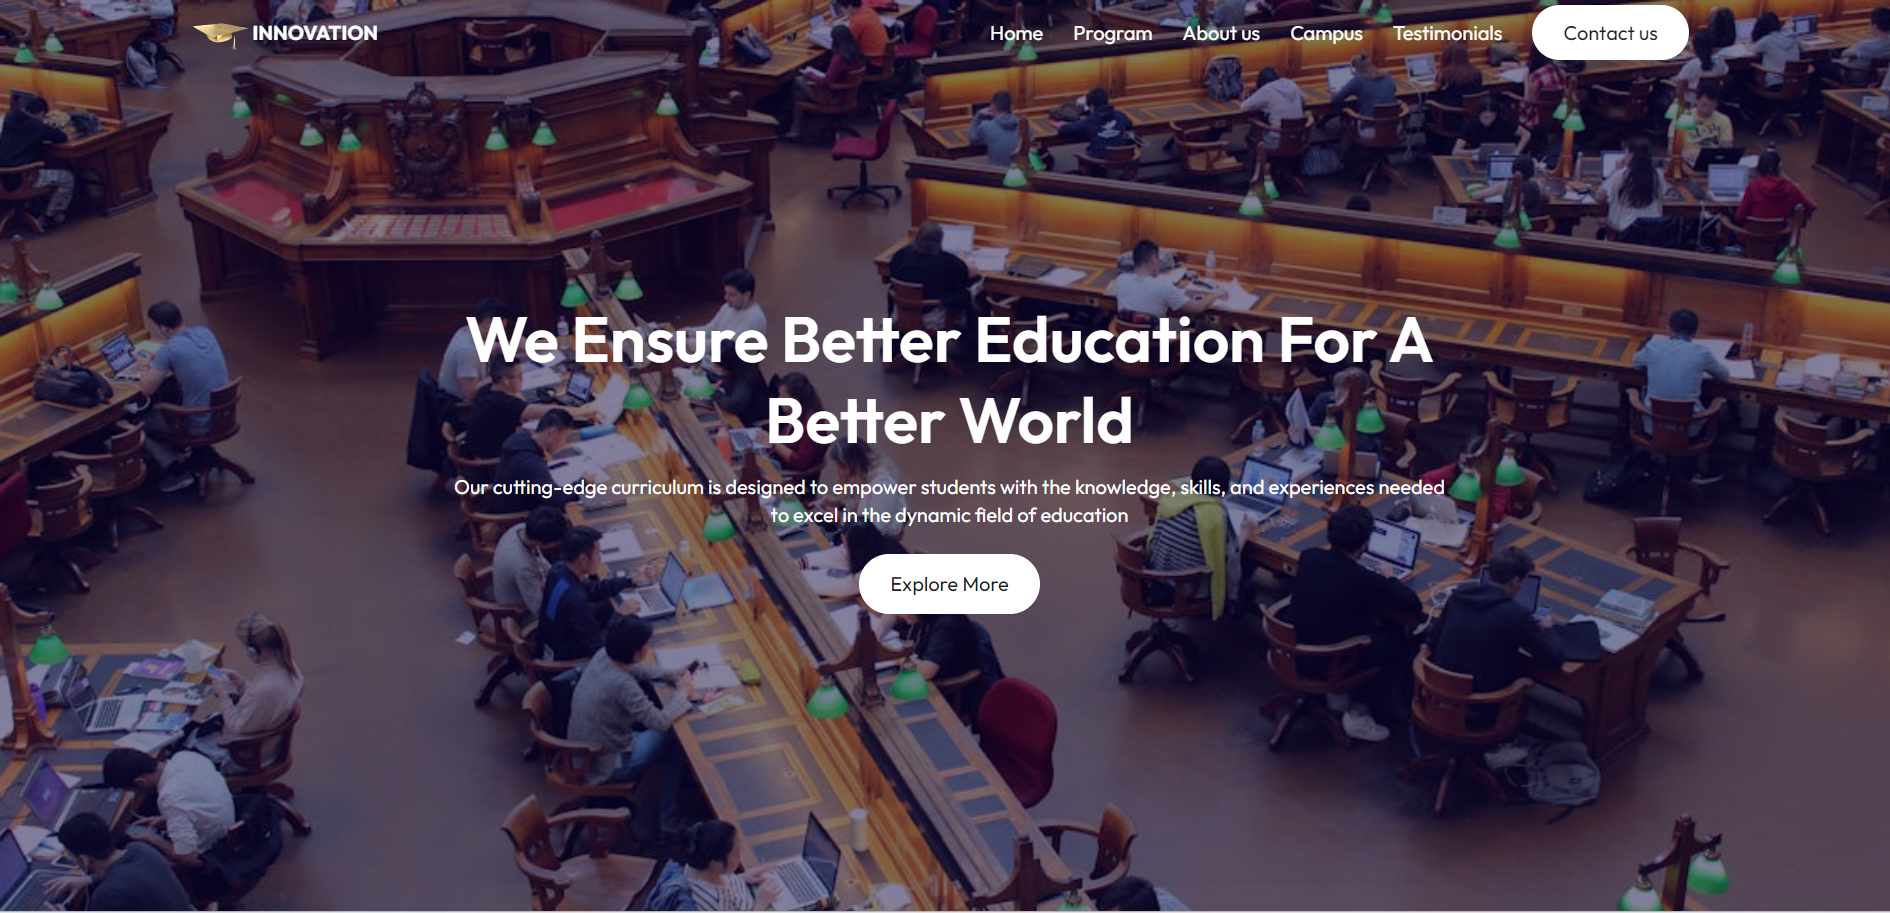 INNOVATION
Home Program About us Campus Testimonials Contact us
We Ensure Better Education For A
Better World
Our cutting-edge curriculum is designed to empower students with the knowledge, skills, and experiences needed
to excel in the dynamic field of education
Explore More